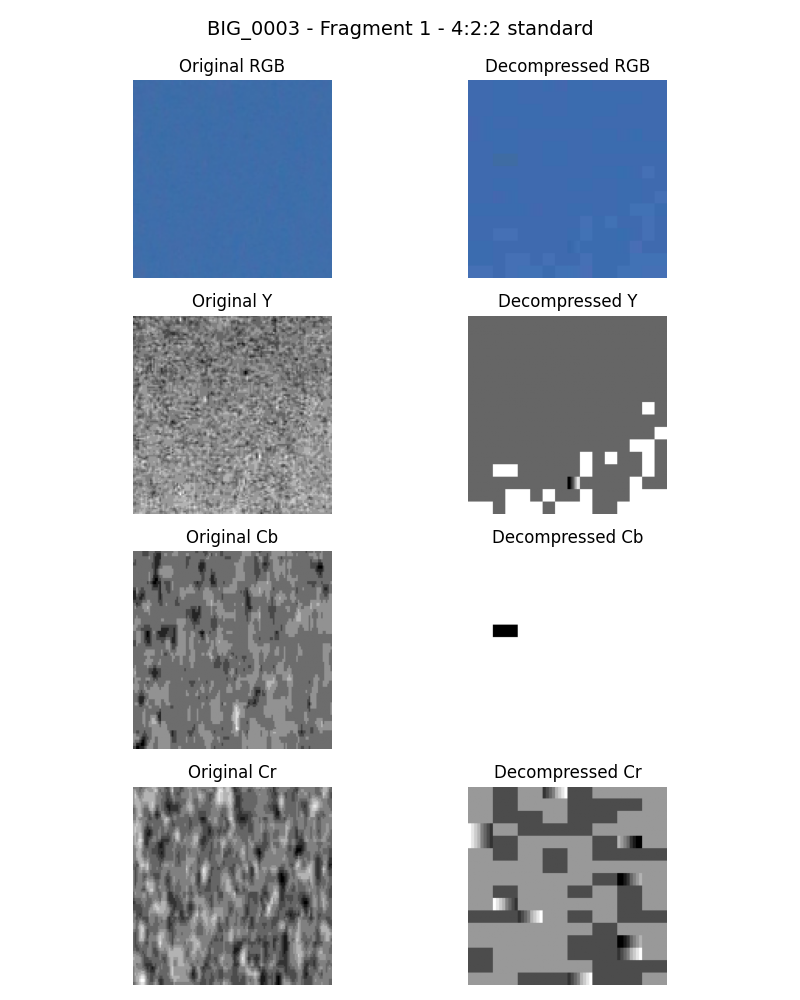 BIG_0003 - Fragment 1 - 4:2:2 standard
Original RGB
Decompressed RGB
Original Y
Decompressed Y
Original Cb
Decompressed Cb
Original Cr
Decompressed Cr